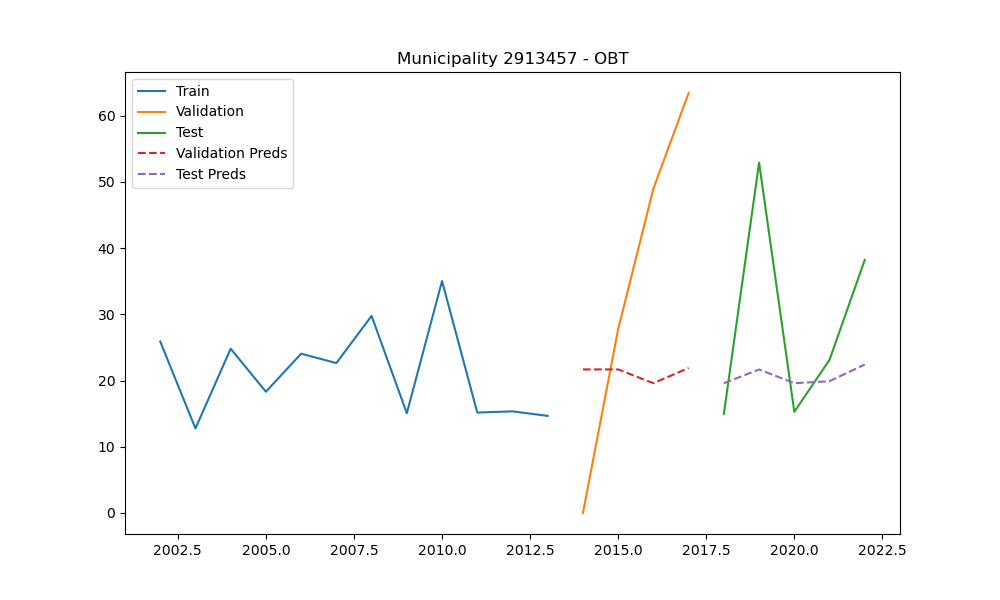 Municipality 2913457 - OBT
Train
Validation
Test
Validation Preds
Test Preds
60
50
40
30
20
10
0
2002.5 2005.0 2007.5 2010.0 2012.5 2015.0 2017.5 2020.0 2022.5